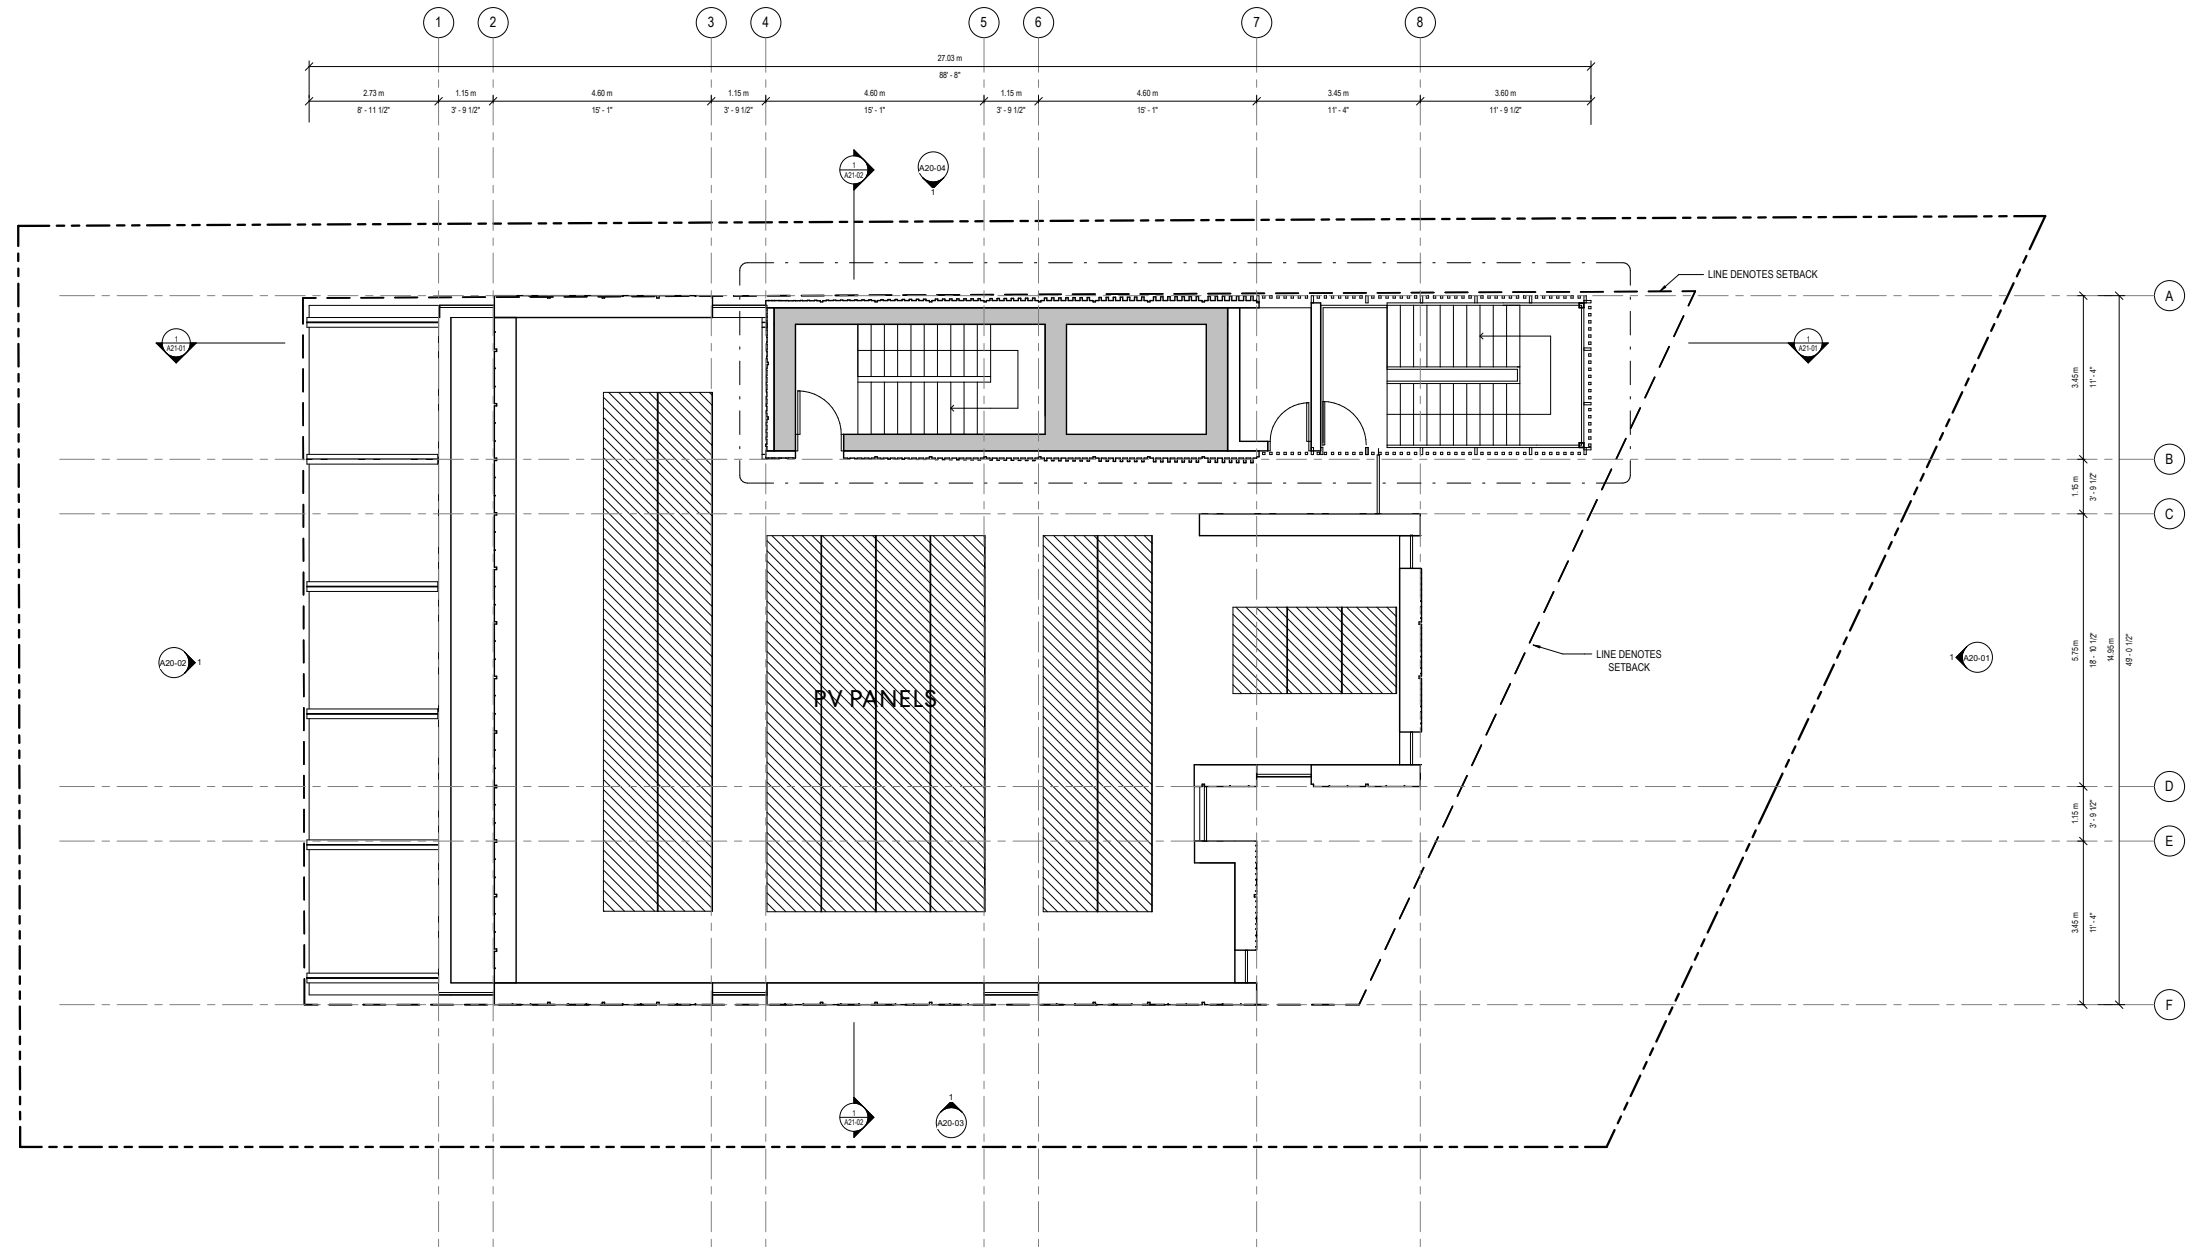 1 2 3 4 5 6 7 8
27.03 m
88' - 8"
2.73 m 1.15 m 4.60 m 1.15 m 4.60 m 1.15 m 4.60 m 3.45 m 3.60 m
8' - 11 1/2" 3' - 9 1/2" 15' - 1" 3' - 9 1/2" 15' - 1" 3' - 9 1/2" 15' - 1" 11' - 4" 11' - 9 1/2"
1
A21-02
A20-04
1
LINE DENOTES SETBACK
A
1
A21-01
1
A21-01
3.45 m
11' - 4"
B
1.15 m
3' - 9 1/2"
C
A20-02 1
LINE DENOTES
SETBACK
1 A20-01
5.75 m
18' - 10 1/2"
14.95 m
49' - 0 1/2"
PV PANELS
D
1.15 m
3' - 9 1/2"
E
3.45 m
11' - 4"
F
1
A21-02
1
A20-03